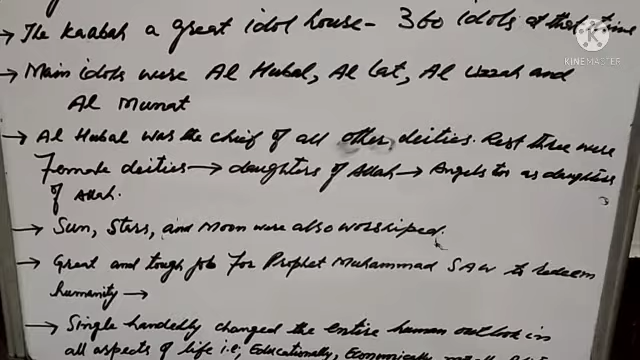 → The Kaabah a great idol house - 360 idols at that time
KINEMASTER
→ Main idols were Al Hubal, Al Lat, Al Uzzah and
Al Munat
→ Al Hubal was the chief of all other deities. Rest three were
Female deities → daughters of Allah → Angels too as daughters
of Allah.
→ Sun, Stars, and Moon were also worshiped.
→ Great and tough job For Prophet Muhammad SAW to redeem
humanity →
→ Single handedly changed the entire human outlook in
all aspects of life i.e, Educationally, Economically